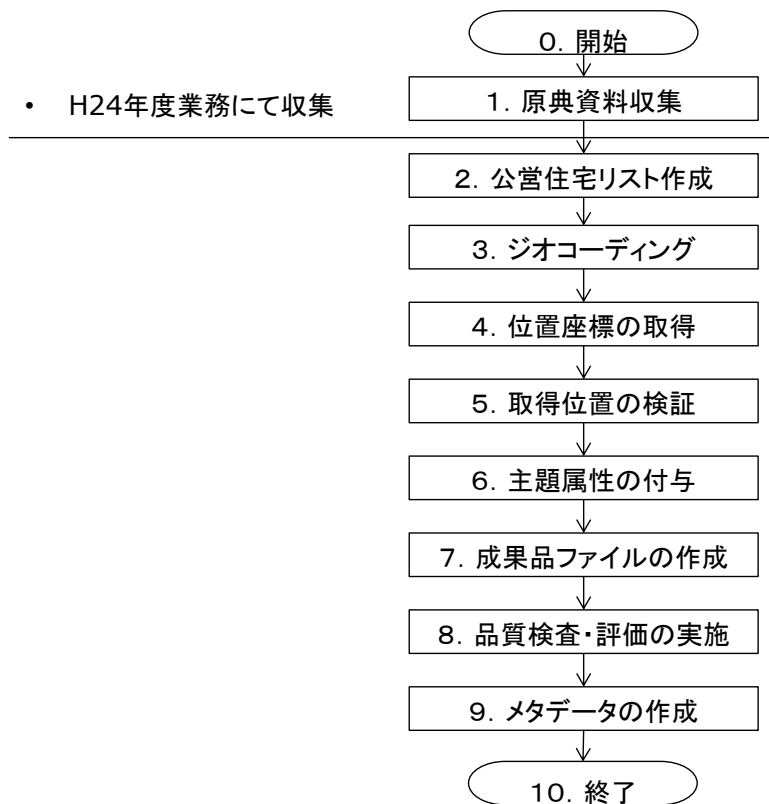 ０．開始
• H24年度業務にて収集
１．原典資料収集
２．公営住宅リスト作成
３．ジオコーディング
４．位置座標の取得
５．取得位置の検証
６．主題属性の付与
７．成果品ファイルの作成
８．品質検査・評価の実施
９．メタデータの作成
１０．終了